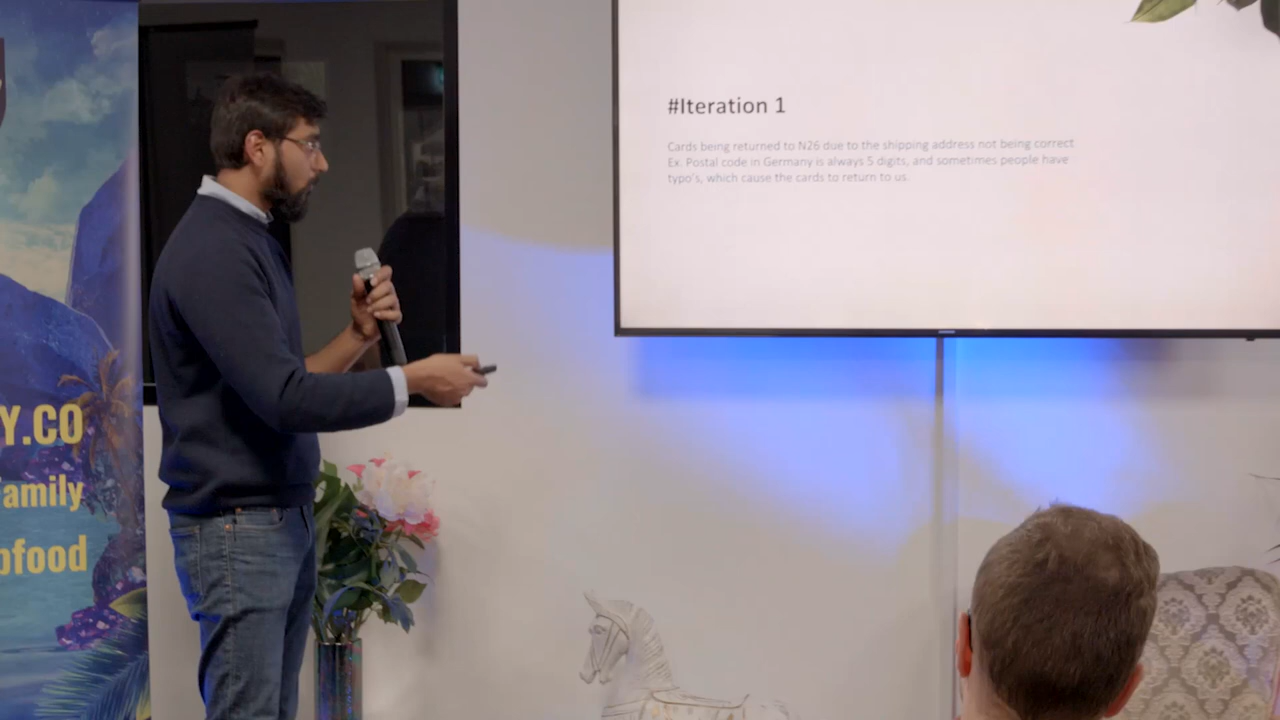 #Iteration 1
Cards being returned to N26 due to the shipping address not being correct
Ex. Postal code in Germany is always 5 digits, and sometimes people have
typo's, which cause the cards to return to us.
Y.CO
amily
pfood